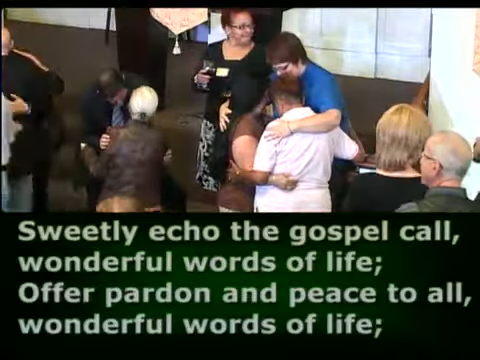 Sweetly echo the gospel call,
wonderful words of life;
Offer pardon and peace to all,
wonderful words of life;